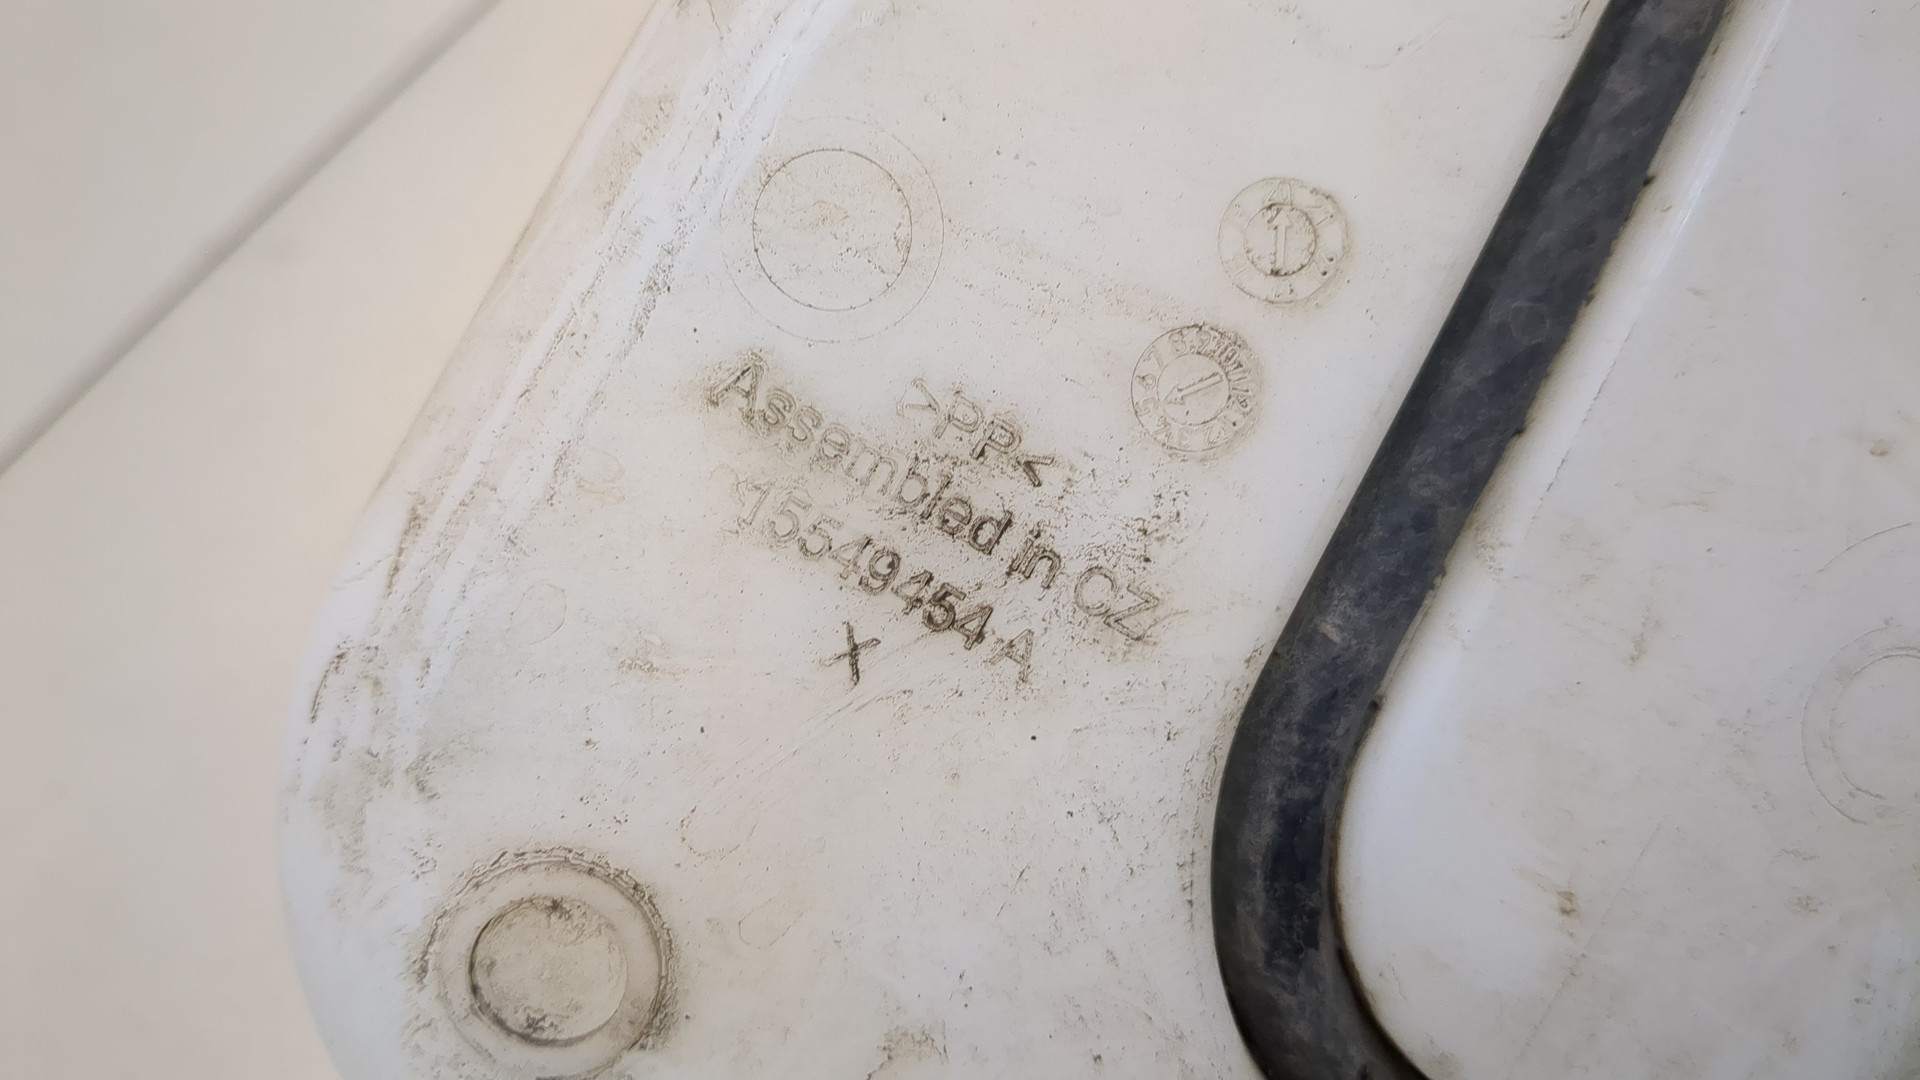 >PP<
Assembled in CZ
15549454 A
X